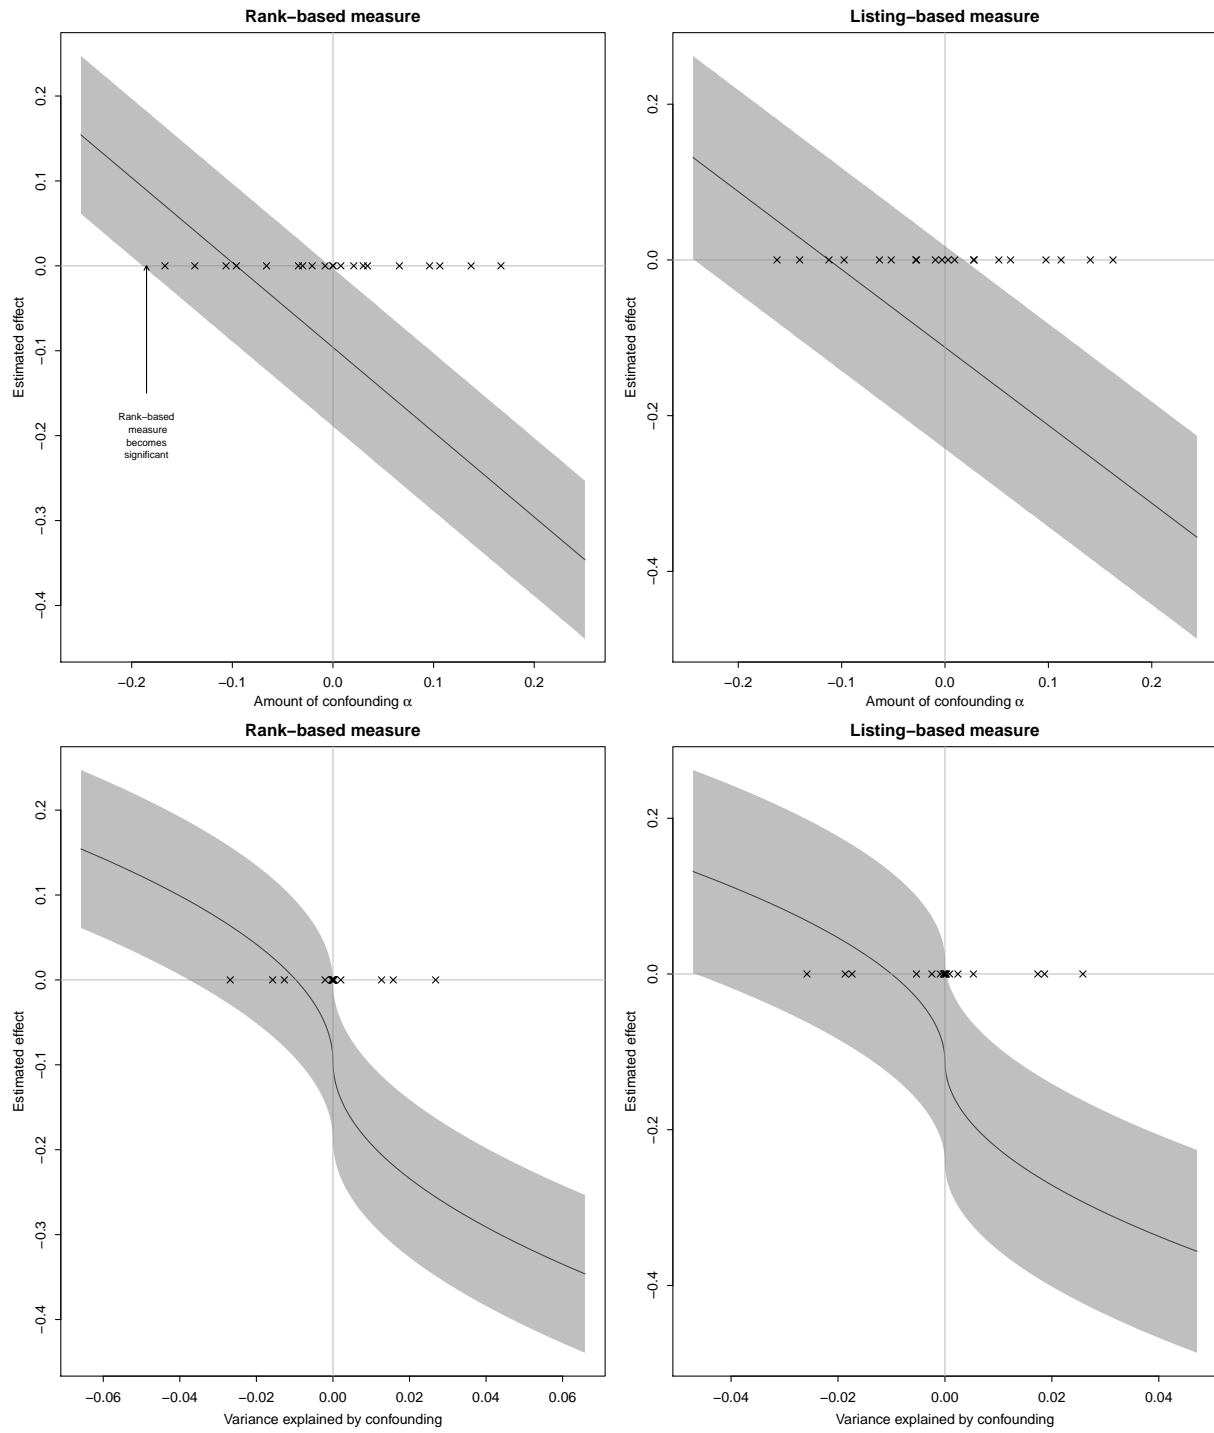 Rank−based measure
Estimated effect
0.2
0.1
0.0
−0.1
−0.2
−0.3
−0.4
Rank−based
measure
becomes
significant
−0.2 −0.1 0.0 0.1 0.2
Amount of confounding α
Listing−based measure
Estimated effect
0.2
0.0
−0.2
−0.4
−0.2 −0.1 0.0 0.1 0.2
Amount of confounding α
Rank−based measure
Estimated effect
0.2
0.1
0.0
−0.1
−0.2
−0.3
−0.4
−0.06 −0.04 −0.02 0.00 0.02 0.04 0.06
Variance explained by confounding
Listing−based measure
Estimated effect
0.2
0.0
−0.2
−0.4
−0.04 −0.02 0.00 0.02 0.04
Variance explained by confounding